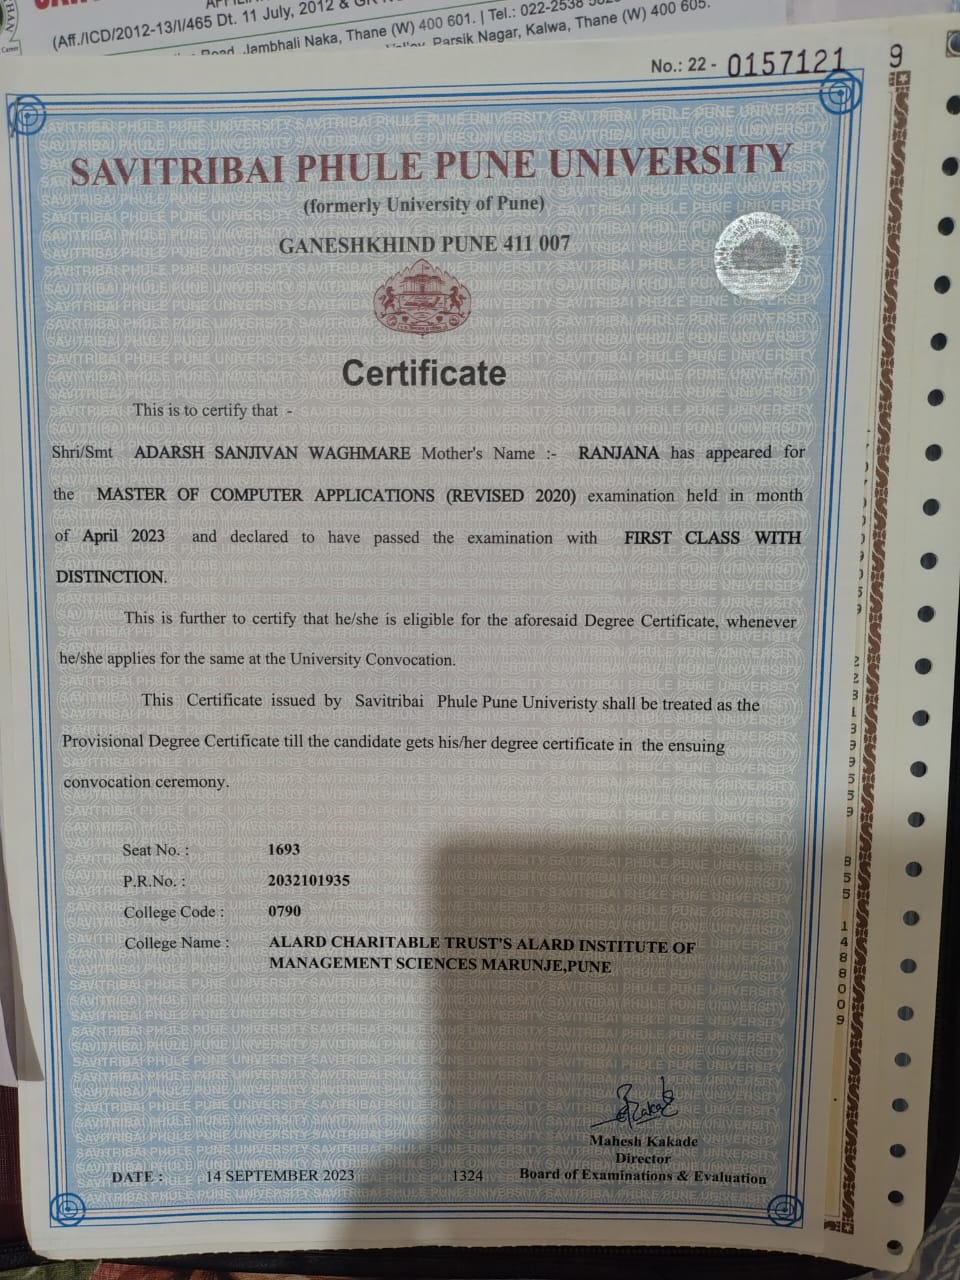 (Aff./ICD/2012-13/I/465 Dt. 11 July, 2012 &
Jambhali Naka, Thane (W) 400 601. | Tel.: 022-2538
Parsik Nagar, Kalwa, Thane (W) 400 605.
No.: 22 - 0157121 9
SAVITRIBAI PHULE PUNE UNIVERSITY
(formerly University of Pune)
GANESHKHIND PUNE 411 007
Certificate
This is to certify that -
Shri/Smt ADARSH SANJIVAN WAGHMARE Mother's Name :- RANJANA has appeared for
the MASTER OF COMPUTER APPLICATIONS (REVISED 2020) examination held in month
of April 2023 and declared to have passed the examination with FIRST CLASS WITH
DISTINCTION.
This is further to certify that he/she is eligible for the aforesaid Degree Certificate, whenever
he/she applies for the same at the University Convocation.
This Certificate issued by Savitribai Phule Pune Univeristy shall be treated as the
Provisional Degree Certificate till the candidate gets his/her degree certificate in the ensuing
convocation ceremony.
Seat No. : 1693
P.R.No. : 2032101935
College Code : 0790
College Name : ALARD CHARITABLE TRUST'S ALARD INSTITUTE OF
MANAGEMENT SCIENCES MARUNJE,PUNE
Mahesh Kakade
Director
DATE : 14 SEPTEMBER 2023 1324 Board of Examinations & Evaluation